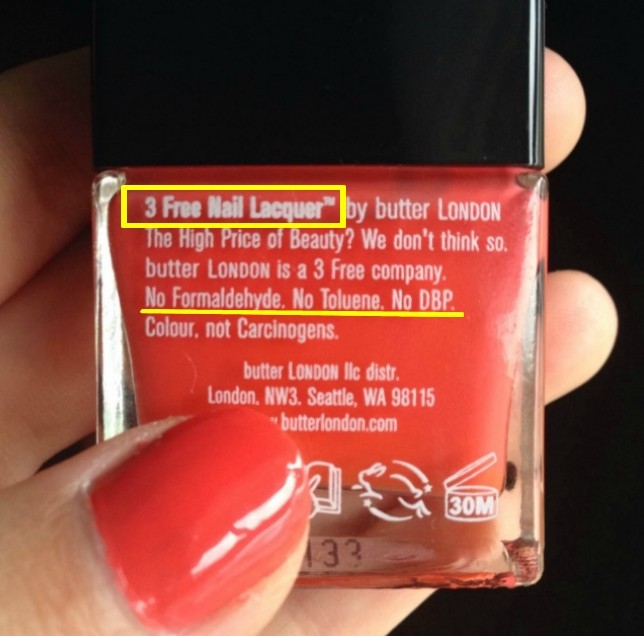 3 Free Nail Lacquer™ by butter LONDON
The High Price of Beauty? We don't think so.
butter LONDON is a 3 Free company.
No Formaldehyde. No Toluene. No DBP.
Colour, not Carcinogens.
butter LONDON llc distr.
London, NW3. Seattle, WA 98115
butterlondon.com
30M